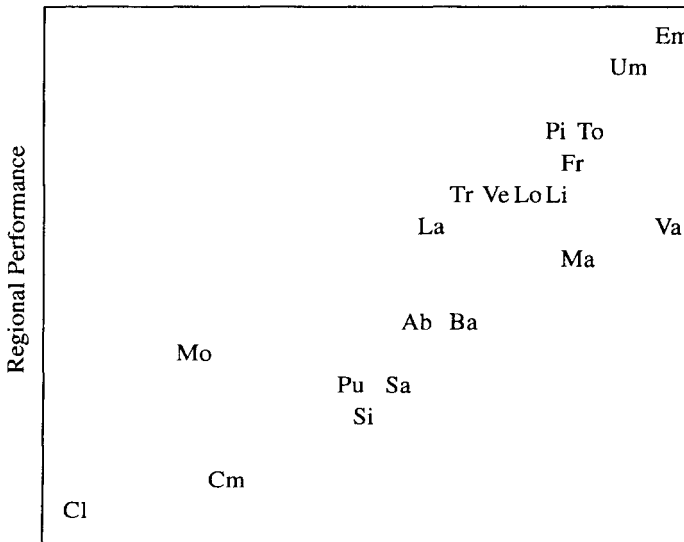 Em
Um
Pi To
Fr
Tr Ve Lo Li
La Va
Ma
Ab Ba
Mo
Pu Sa
Si
Cm
Cl
Regional Performance